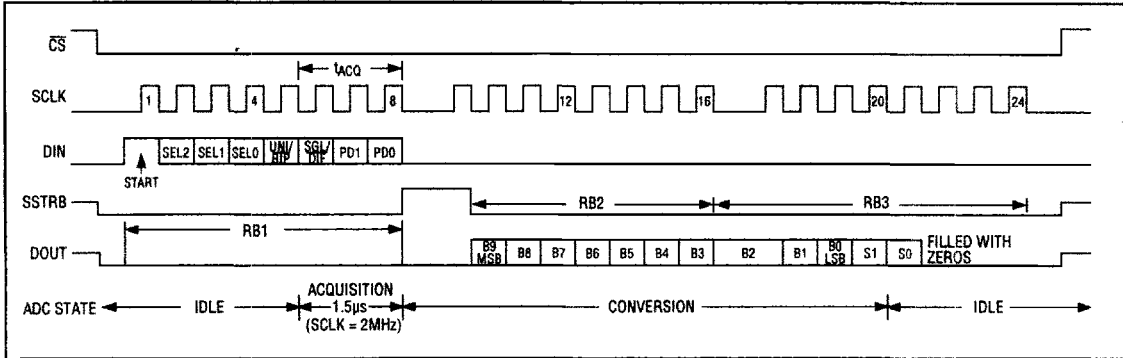 CS
tACQ
SCLK 1 4 8 12 16 20 24
DIN SEL2 SEL1 SEL0 UNI/BIP SGL/DIF PD1 PD0
START
SSTRB RB2 RB3
RB1
DOUT B9 MSB B8 B7 B6 B5 B4 B3 B2 B1 B0 LSB S1 S0 FILLED WITH ZEROS
ADC STATE IDLE ACQUISITION 1.5µs (SCLK = 2MHz) CONVERSION IDLE